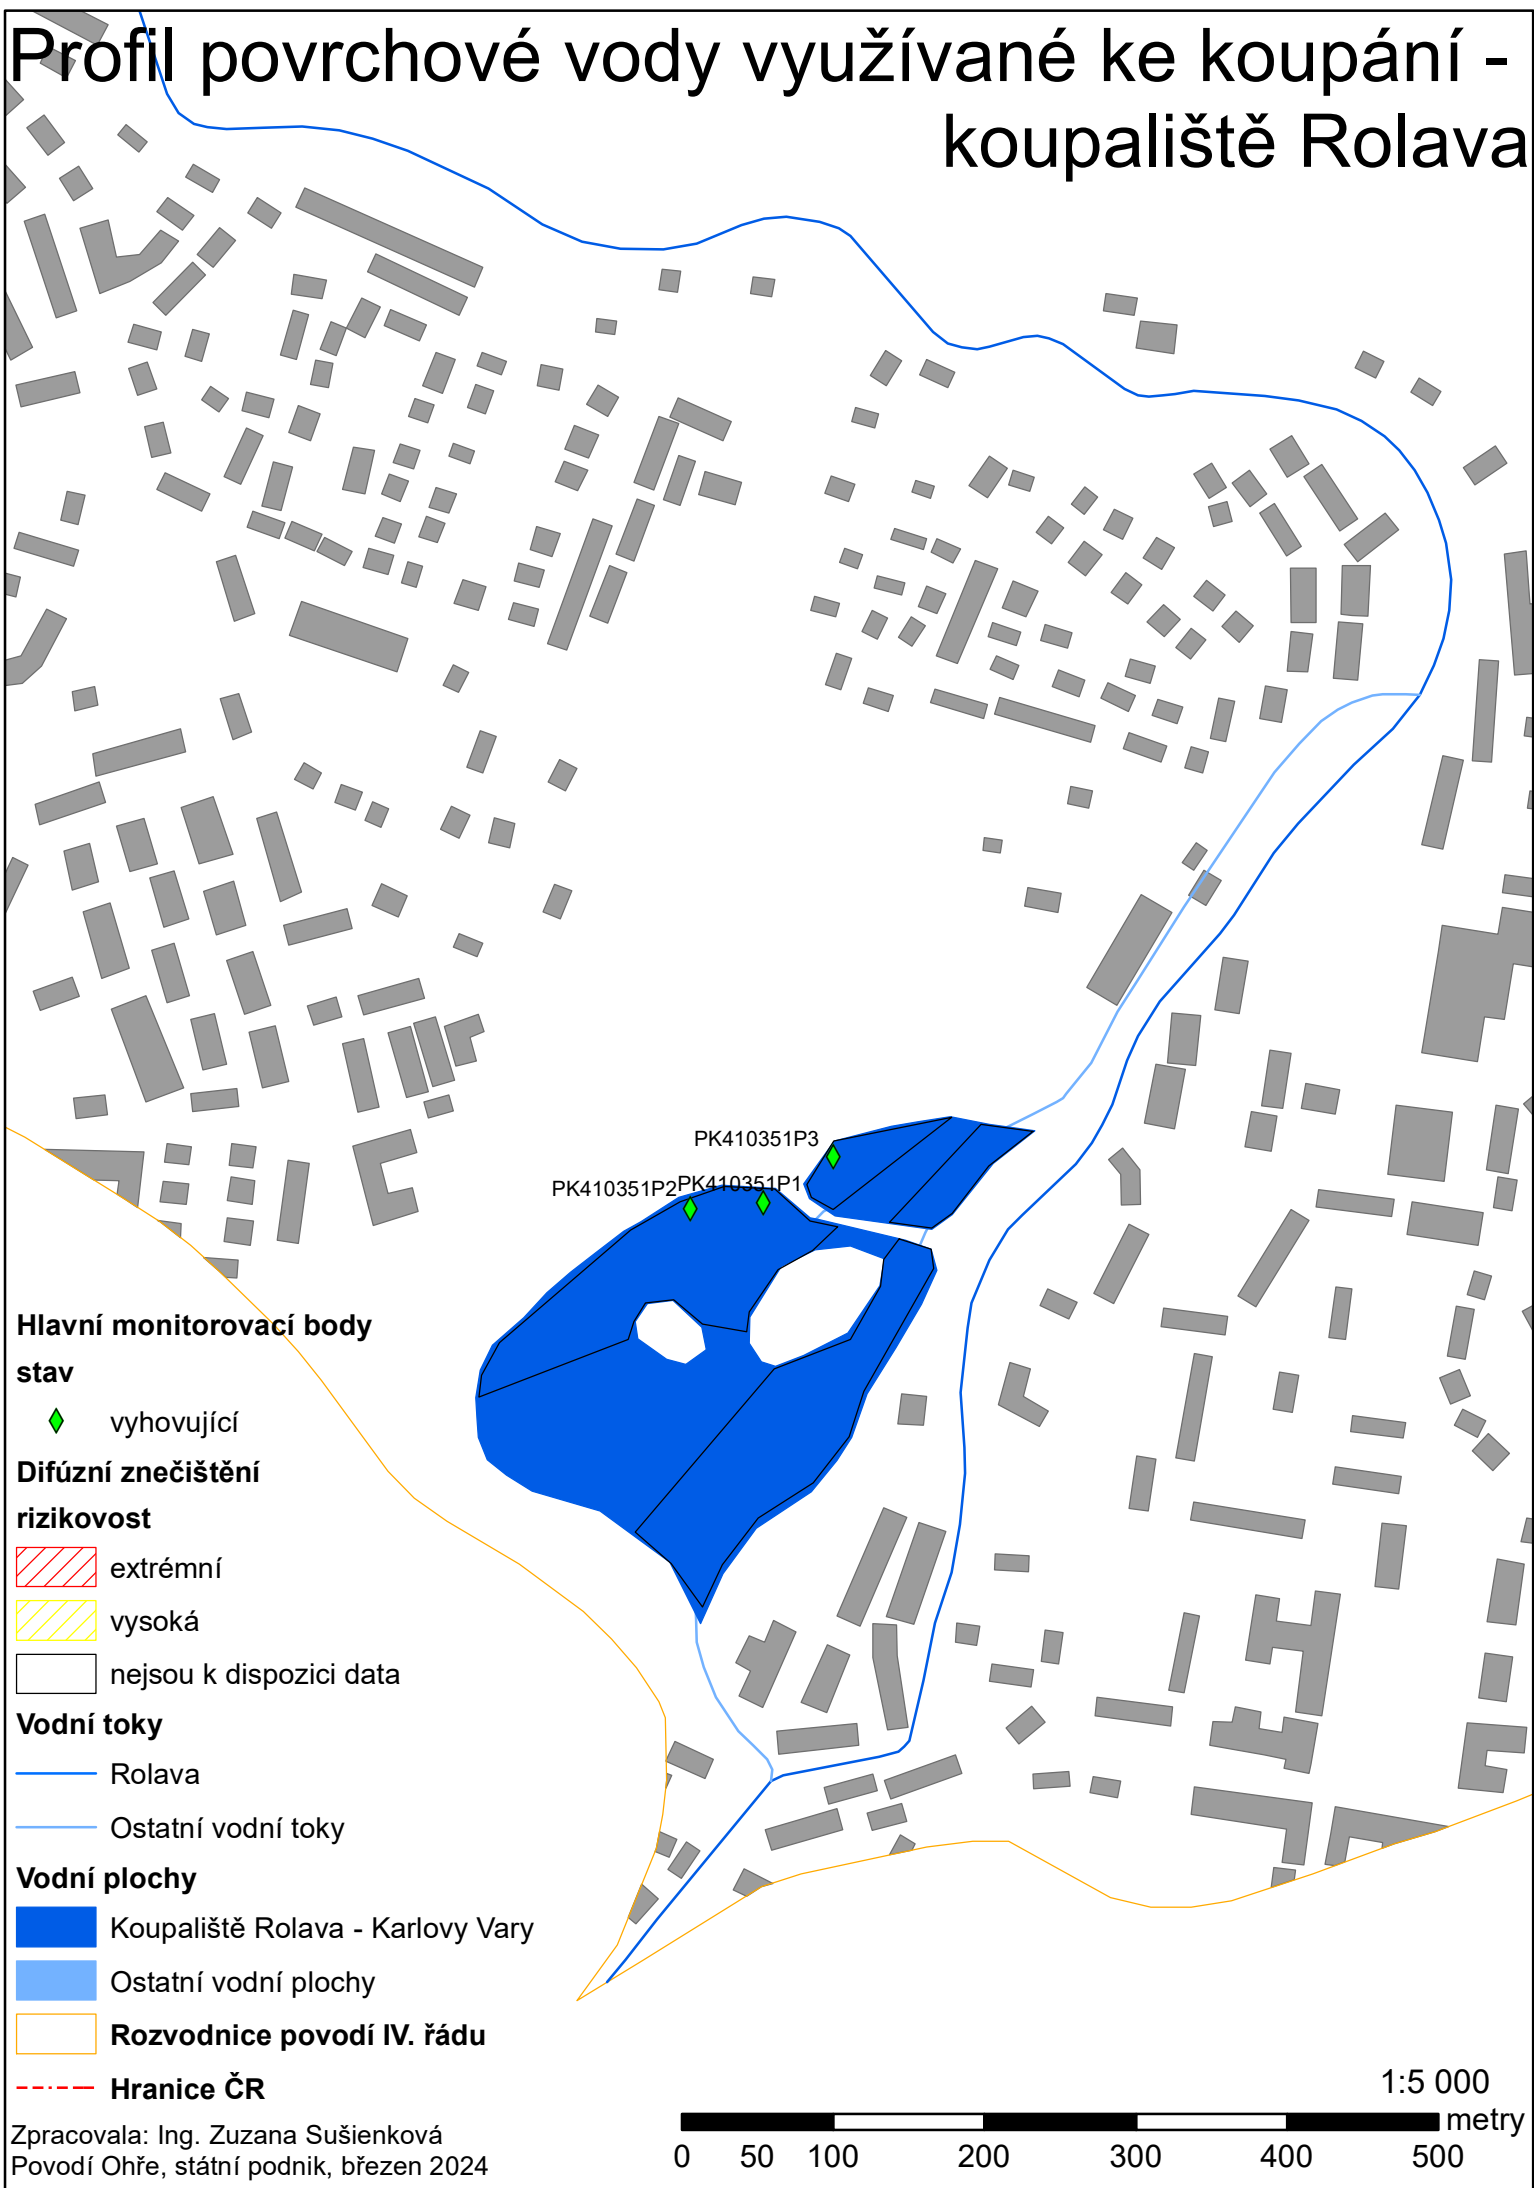 Profil povrchové vody využívané ke koupání -
koupaliště Rolava
PK410351P3
PK410351P2
PK410351P1
Hlavní monitorovací body
stav
vyhovující
Difúzní znečištění
rizikovost
extrémní
vysoká
nejsou k dispozici data
Vodní toky
Rolava
Ostatní vodní toky
Vodní plochy
Koupaliště Rolava - Karlovy Vary
Ostatní vodní plochy
Rozvodnice povodí IV. řádu
Hranice ČR
Zpracovala: Ing. Zuzana Sušienková
Povodí Ohře, státní podnik, březen 2024
1:5 000
metry
0 50 100 200 300 400 500